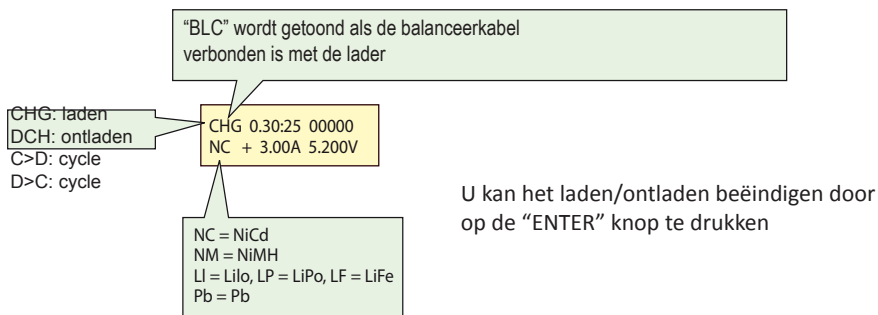 “BLC” wordt getoond als de balanceerkabel
verbonden is met de lader
CHG: laden
DCH: ontladen
C>D: cycle
D>C: cycle
CHG 0.30:25 00000
NC + 3.00A 5.200V
U kan het laden/ontladen beëindigen door
op de “ENTER” knop te drukken
NC = NiCd
NM = NiMH
Ll = Lilo, LP = LiPo, LF = LiFe
Pb = Pb